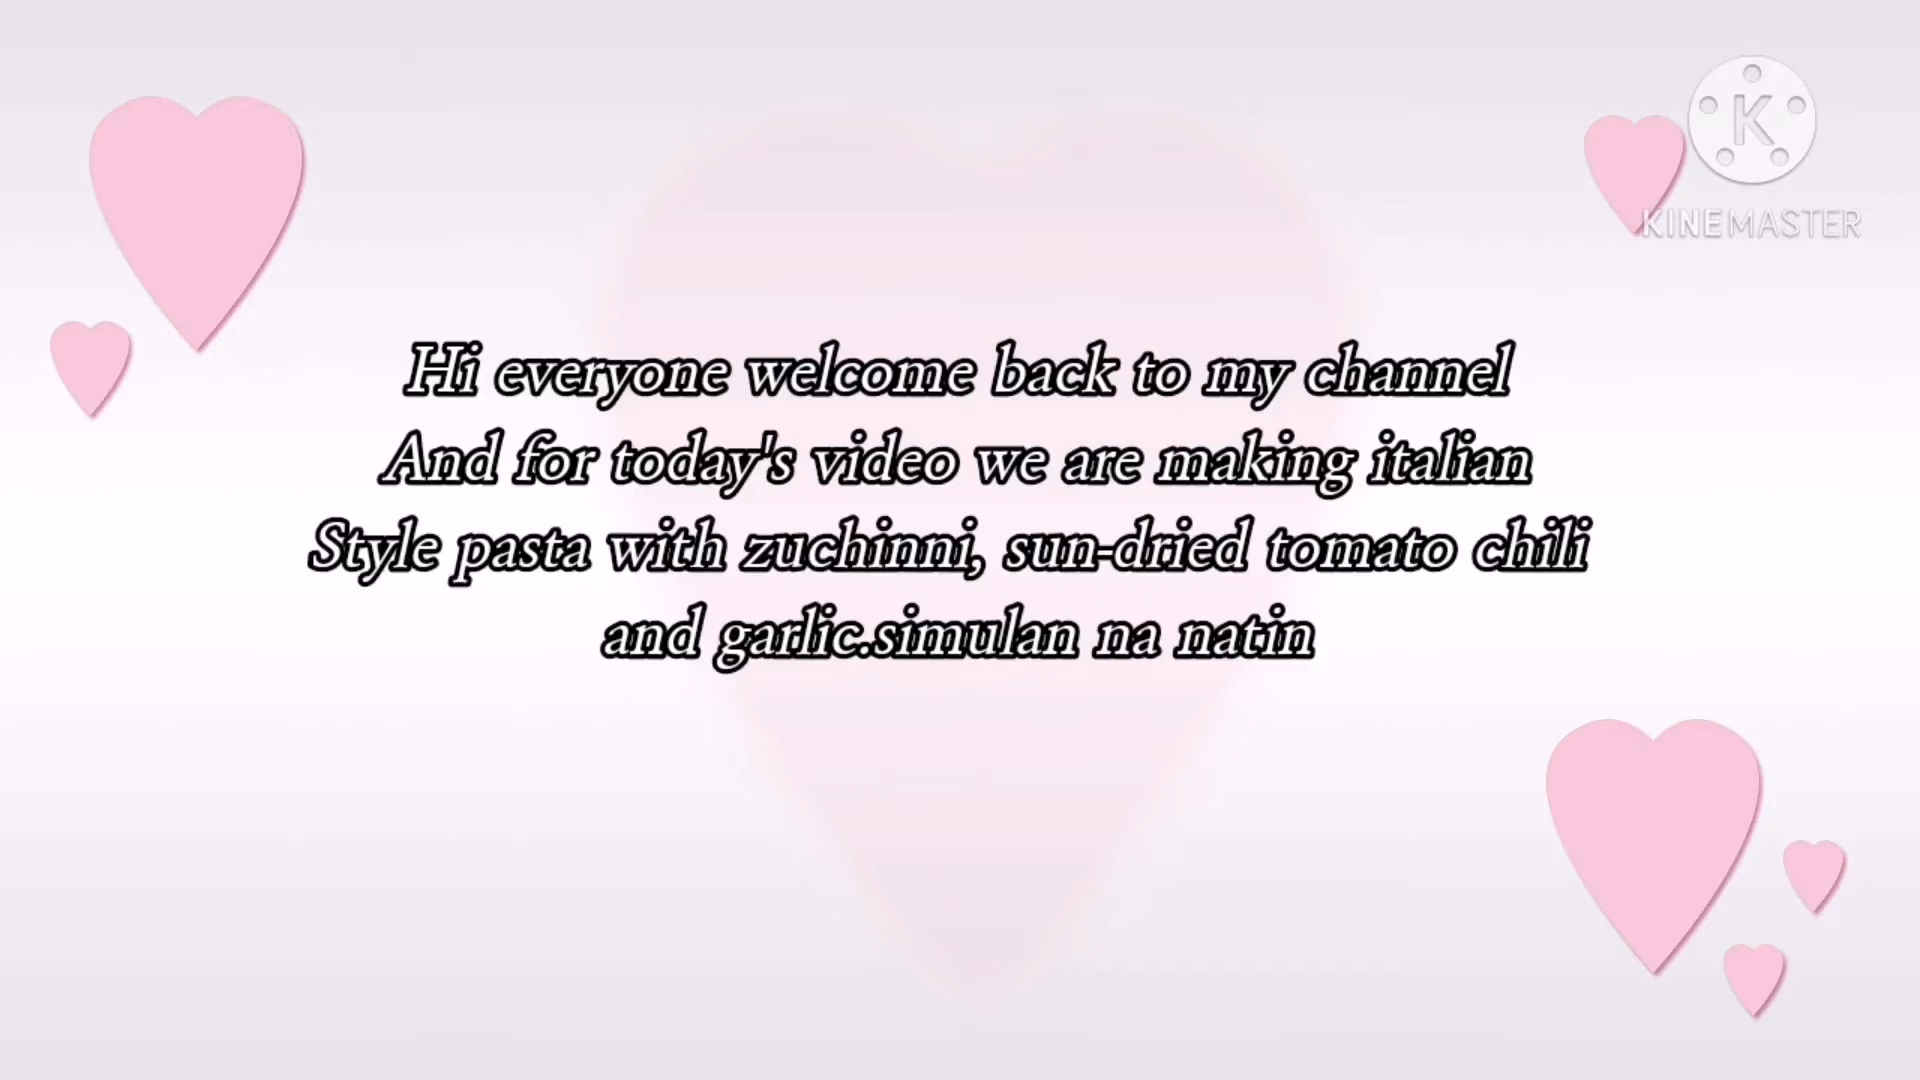 K
KINEMASTER
Hi everyone welcome back to my channel
And for today's video we are making italian
Style pasta with zuchinni, sun-dried tomato chili
and garlic.simulan na natin